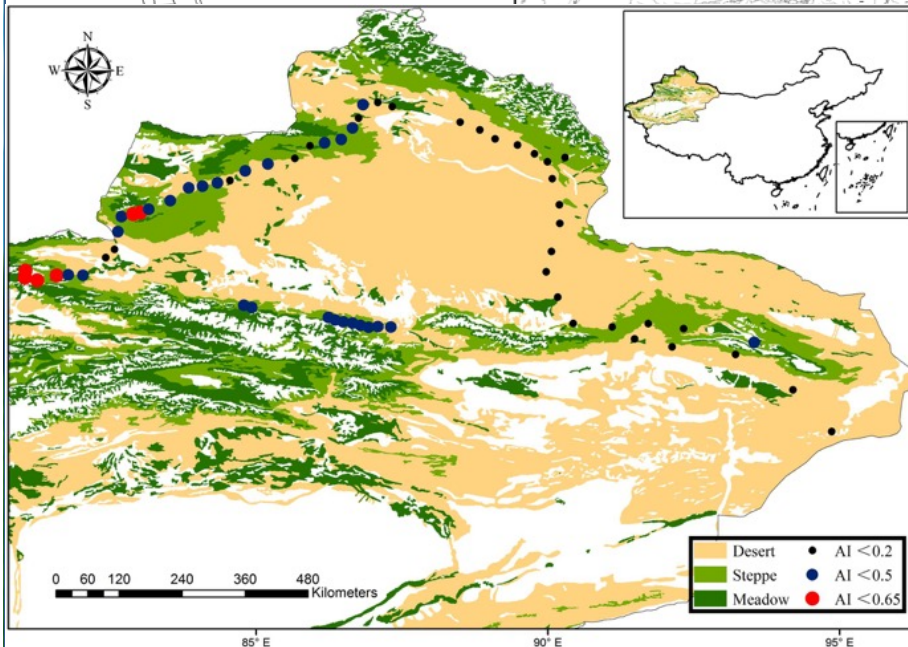 N
W E
S
Desert AI <0.2
Steppe AI <0.5
Meadow AI <0.65
0 60 120 240 360 480
Kilometers
85° E 90° E 95° E